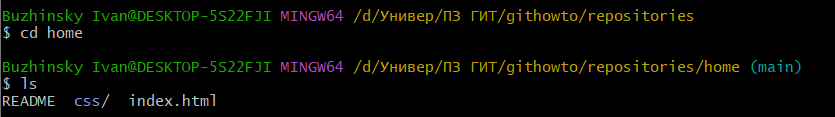 Buzhinsky Ivan@DESKTOP-5S22FJI MINGW64 /d/Универ/ПЗ ГИТ/githowto/repositories
$ cd home
Buzhinsky Ivan@DESKTOP-5S22FJI MINGW64 /d/Универ/ПЗ ГИТ/githowto/repositories/home (main)
$ ls
README  css/  index.html